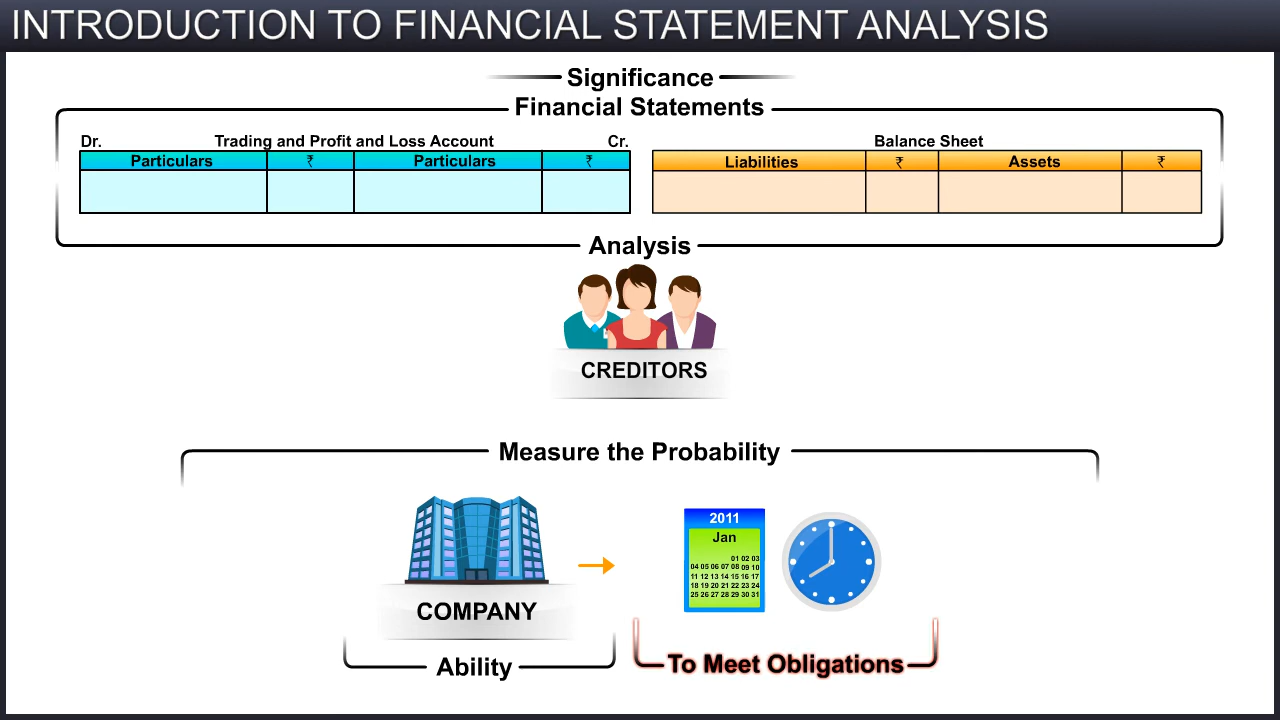 INTRODUCTION TO FINANCIAL STATEMENT ANALYSIS
Significance
Financial Statements
Dr. Trading and Profit and Loss Account Cr.
Particulars ₹ Particulars ₹
Balance Sheet
Liabilities ₹ Assets ₹
Analysis
CREDITORS
Measure the Probability
2011
Jan
01 02 03
04 05 06 07 08 09 10
11 12 13 14 15 16 17
18 19 20 21 22 23 24
25 26 27 28 29 30 31
COMPANY
Ability
To Meet Obligations